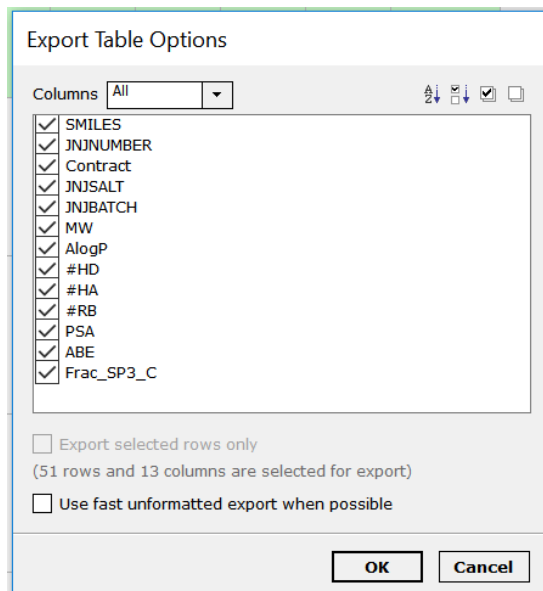 Export Table Options
Columns All
SMILES
JNJNUMBER
Contract
JNJSALT
JNJBATCH
MW
AlogP
#HD
#HA
#RB
PSA
ABE
Frac_SP3_C
Export selected rows only
(51 rows and 13 columns are selected for export)
Use fast unformatted export when possible
OK Cancel